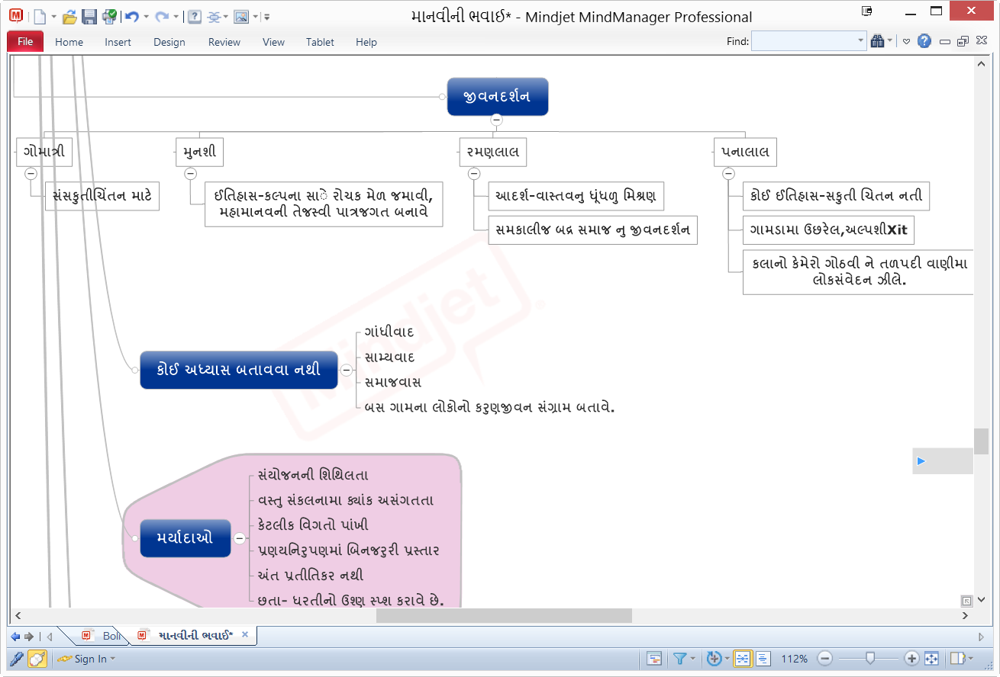 માનવીની ભવાઈ* - Mindjet MindManager Professional
File Home Insert Design Review View Tablet Help
Find:
જીવનદર્શન
ગોમાત્રી
મુનશી
રમણલાલ
પનાલાલ
સંસકુતીચિંતન માટે
ઈતિહાસ-કલ્પના સાે રોચક મેળ જમાવી,
મહામાનવની તેજસ્વી પાત્રજગત બનાવે
આદર્શ-વાસ્તવનુ ધૂંધળુ મિશ્રણ
સમકાલીજ બદ્ર સમાજ નુ જીવનદર્શન
કોઈ ઈતિહાસ-સકુતી ચિતન નતી
ગામડામા ઉછરેલ,અલ્પશીXit
કલાનો કેમેરો ગોઠવી ને તળપદી વાણીમા
લોકસંવેદન ઝીલે.
Mindjet
કોઈ અધ્યાસ બતાવવા નથી
ગાંધીવાદ
સામ્યવાદ
સમાજવાસ
બસ ગામના લોકોનો કરુણજીવન સંગ્રામ બતાવે.
મર્યાદાઓ
સંયોજનની શિથિલતા
વસ્તુ સંકલનામા ક્યાંક અસંગતતા
કેટલીક વિગતો પાંખી
પ્રણયનિરુપણમાં બિનજરુરી પ્રસ્તાર
અંત પ્રતીતિકર નથી
છતા- ધરતીનો ઉશ્ણ સ્પ્શ કરાવે છે.
Boli માનવીની ભવાઈ*
Sign In 112%